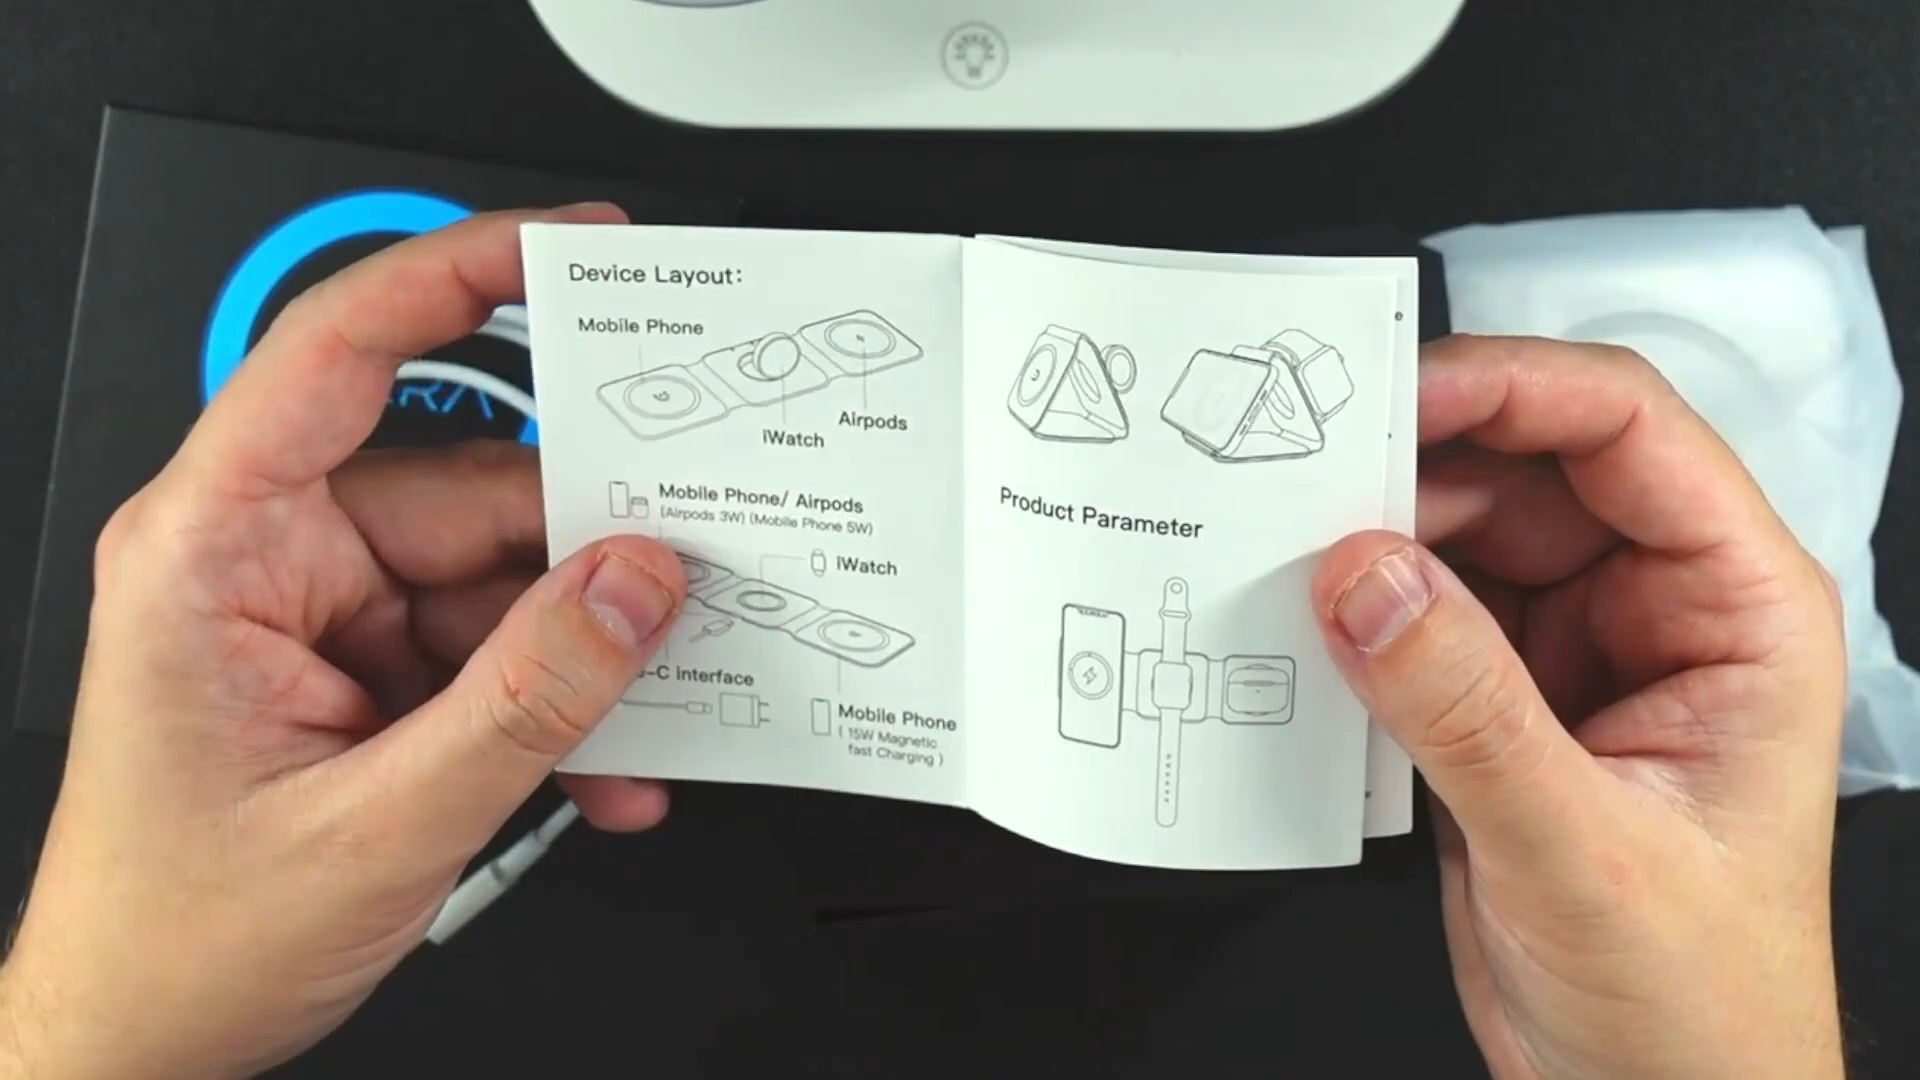 Device Layout:
Mobile Phone
Airpods
iWatch
Mobile Phone/ Airpods
(Airpods 3W) (Mobile Phone 5W)
iWatch
-C Interface
Mobile Phone
( 15W Magnetic
fast Charging )
Product Parameter